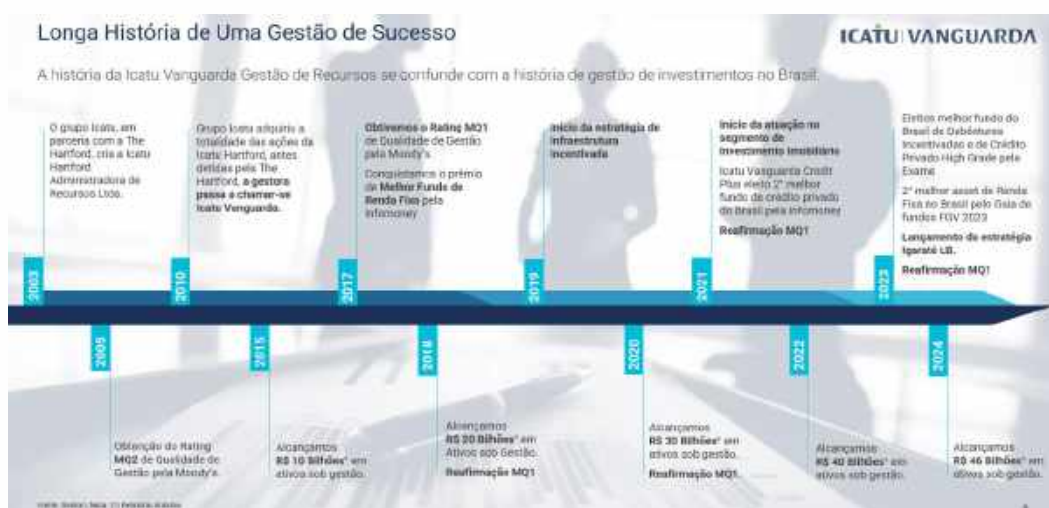 Longa História de Uma Gestão de Sucesso
ICATU VANGUARDA
A história da Icatu Vanguarda Gestão de Recursos se confunde com a história de gestão de investimentos no Brasil.
2003
O grupo Icatu, em
parceria com a The
Hartford, cria a Icatu
Hartford
Administradora de
Recursos Ltda.
2010
Grupo Icatu adquiriu a
totalidade das ações da
Icatu Hartford, antes
detidas pela The
Hartford, a gestora
passa a chamar-se
Icatu Vanguarda.
2017
Obtivemos o Rating MQ1
de Qualidade de Gestão
pela Moody's
Conquistamos o prêmio
de Melhor Fundo de
Renda Fixa pela
Infomoney
2019
Início da estratégia de
Infraestrutura
Incentivada
2021
Início da atuação no
segmento de
Investimento Imobiliário
Icatu Vanguarda Credit
Plus eleito 2º melhor
fundo de crédito privado
do Brasil pela Infomoney
Reafirmação MQ1
2023
Eleitos melhor fundo do
Brasil de Debêntures
Incentivadas e de Crédito
Privado High Grade pela
Exame
2ª melhor asset de Renda
Fixa no Brasil pelo Guia de
fundos FGV 2023
Lançamento da estratégia
Igaraté LB.
Reafirmação MQ1
2005
Obtenção do Rating
MQ2 de Qualidade de
Gestão pela Moody's.
2015
Alcançamos
R$ 10 Bilhões* em
ativos sob gestão.
2018
Alcançamos
R$ 20 Bilhões* em
Ativos sob Gestão.
Reafirmação MQ1
2020
Alcançamos
R$ 30 Bilhões* em
ativos sob gestão.
Reafirmação MQ1.
2022
Alcançamos
R$ 40 Bilhões* em
ativos sob gestão.
2024
Alcançamos
R$ 46 Bilhões* em
ativos sob gestão.